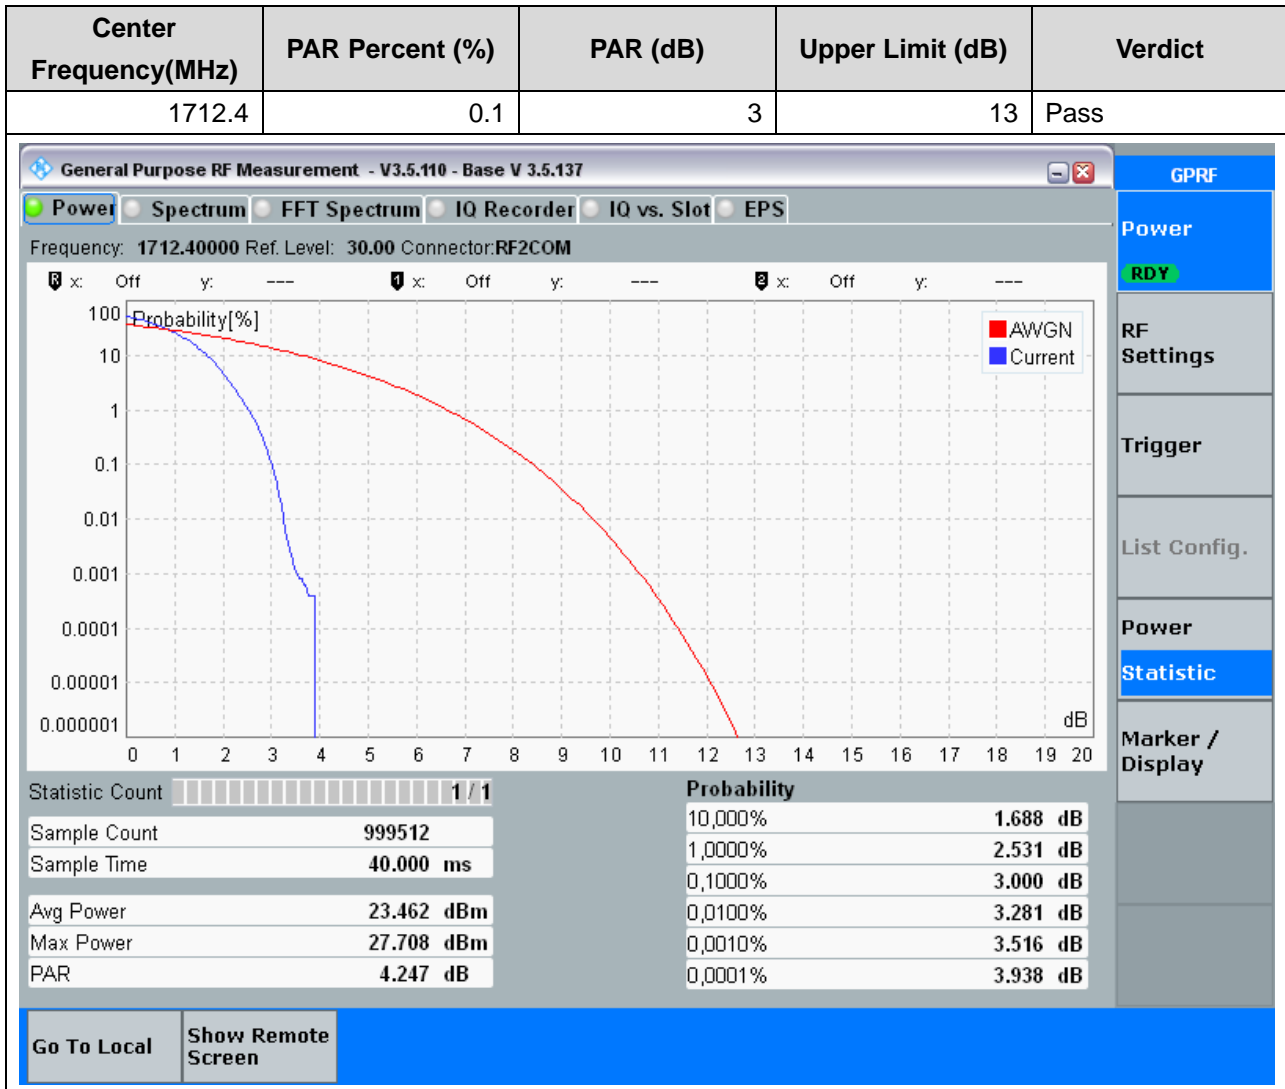 Center Frequency(MHz) PAR Percent (%) PAR (dB) Upper Limit (dB) Verdict
1712.4 0.1 3 13 Pass
General Purpose RF Measurement - V3.5.110 - Base V 3.5.137
Power Spectrum FFT Spectrum IQ Recorder IQ vs. Slot EPS
Frequency: 1712.40000 Ref. Level: 30.00 Connector:RF2COM
R x: Off y: --- 1 x: Off y: --- 2 x: Off y: ---
Probability[%]
AWGN
Current
100
10
1
0.1
0.01
0.001
0.0001
0.00001
0.000001
dB
0 1 2 3 4 5 6 7 8 9 10 11 12 13 14 15 16 17 18 19 20
Statistic Count 1 / 1
Sample Count 999512
Sample Time 40.000 ms
Avg Power 23.462 dBm
Max Power 27.708 dBm
PAR 4.247 dB
Probability
10,000% 1.688 dB
1,0000% 2.531 dB
0,1000% 3.000 dB
0,0100% 3.281 dB
0,0010% 3.516 dB
0,0001% 3.938 dB
GPRF
Power
RDY
RF
Settings
Trigger
List Config.
Power
Statistic
Marker /
Display
Go To Local
Show Remote
Screen